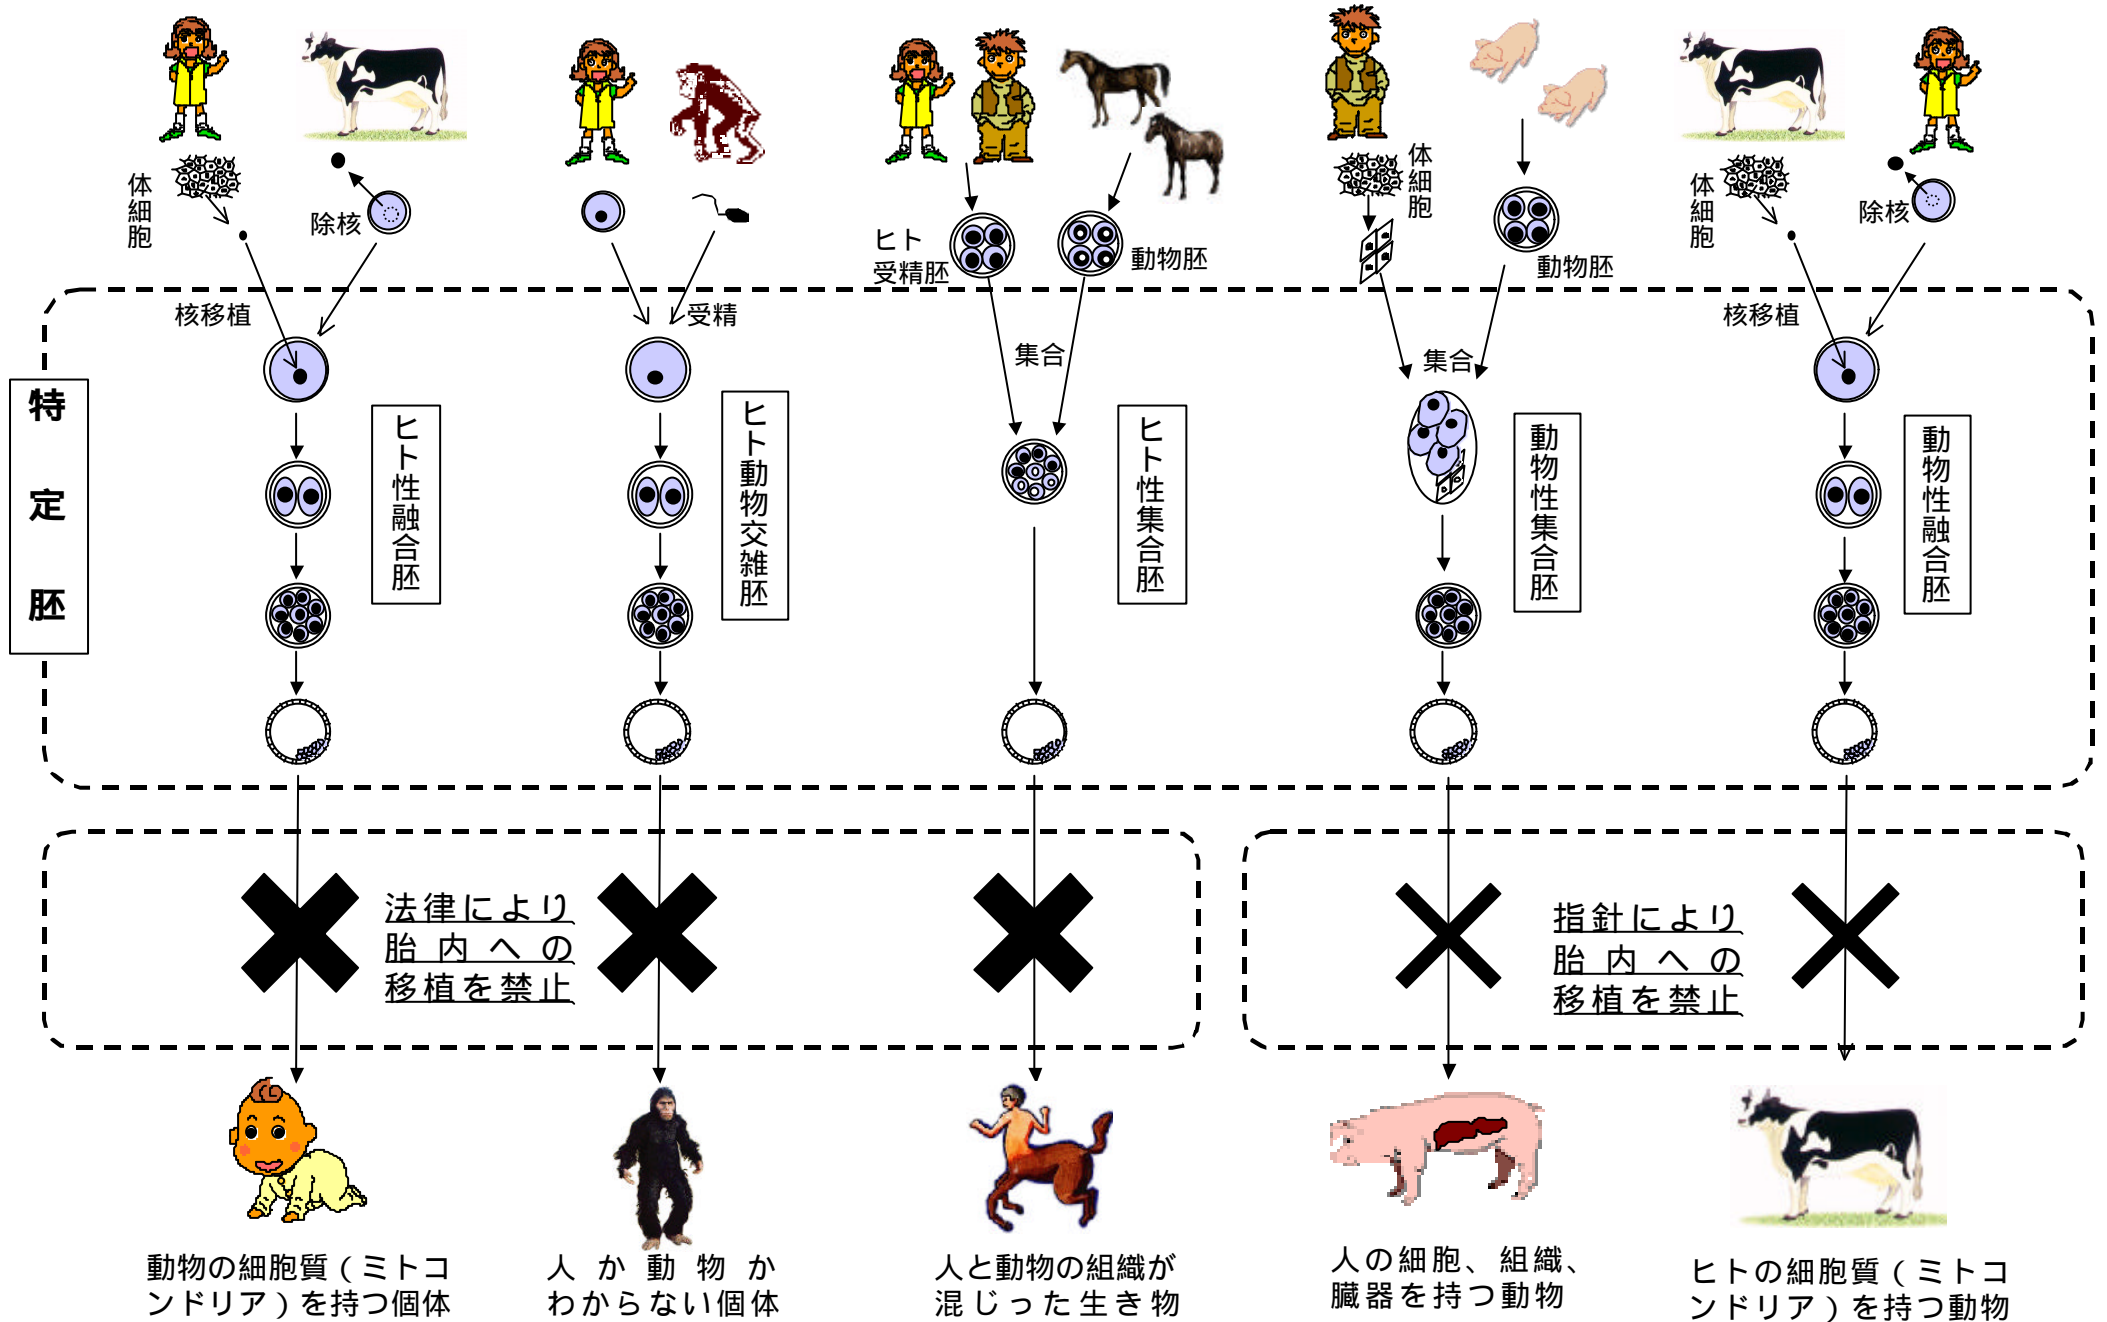 体細胞
除核
ヒト
受精胚
動物胚
体細胞
動物胚
体細胞
除核
核移植
受精
集合
集合
核移植
特定胚
ヒト性融合胚
ヒト動物交雑胚
ヒト性集合胚
動物性集合胚
動物性融合胚
法律により
胎内への
移植を禁止
指針により
胎内への
移植を禁止
動物の細胞質（ミトコ
ンドリア）を持つ個体
人か動物か
わからない個体
人と動物の組織が
混じった生き物
人の細胞、組織、
臓器を持つ動物
ヒトの細胞質（ミトコ
ンドリア）を持つ動物